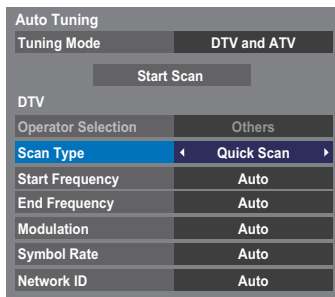 Auto Tuning
Tuning Mode DTV and ATV
Start Scan
DTV
Operator Selection Others
Scan Type Quick Scan
Start Frequency Auto
End Frequency Auto
Modulation Auto
Symbol Rate Auto
Network ID Auto